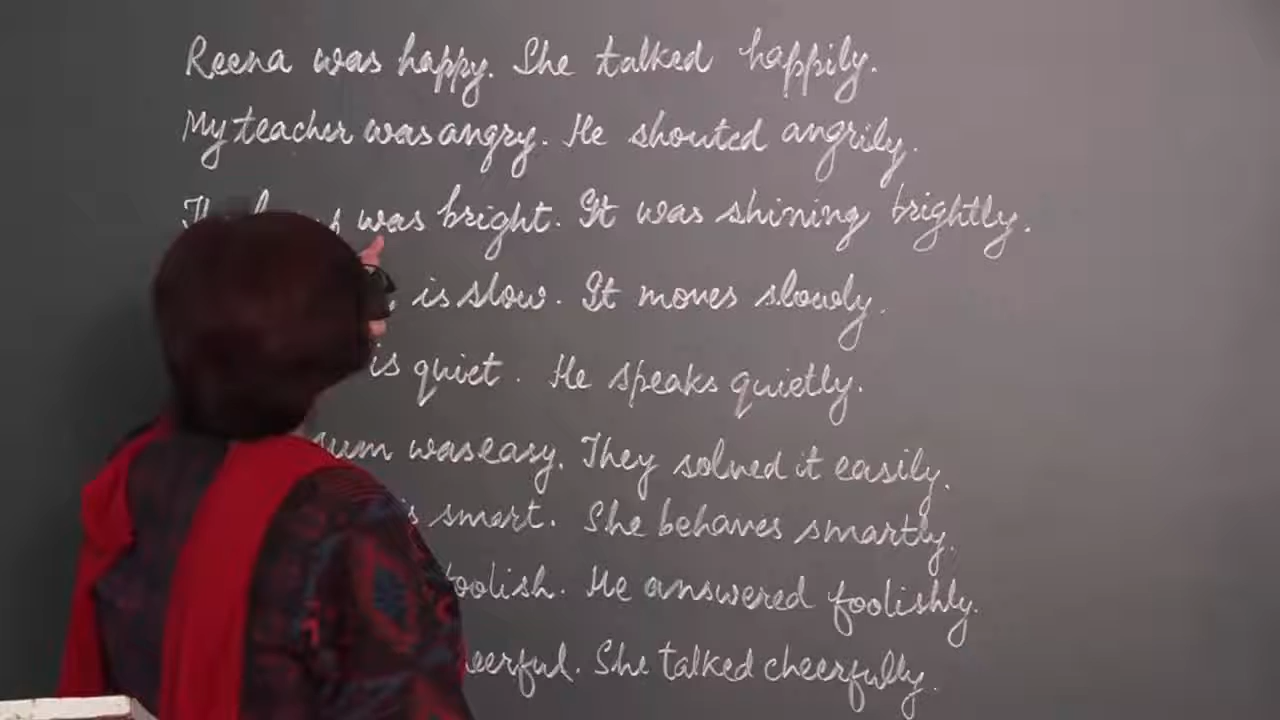 Reena was happy. She talked happily.
My teacher was angry. He shouted angrily.
was bright. It was shining brightly.
is slow. It moves slowly.
is quiet. He speaks quietly.
sum was easy. They solved it easily.
smart. She behaves smartly.
foolish. He answered foolishly.
She talked cheerfully.